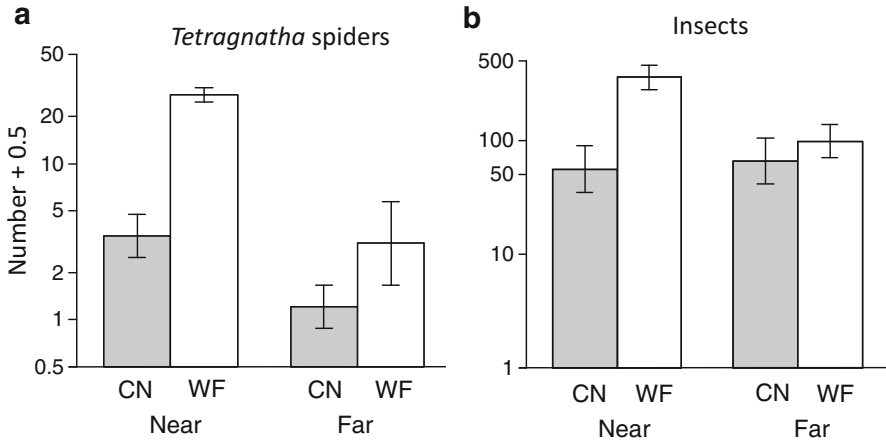 a
Tetragnatha spiders
Number + 0.5
50
20
10
5
2
1
0.5
CN WF CN WF
Near Far
b
Insects
500
100
50
10
1
CN WF CN WF
Near Far